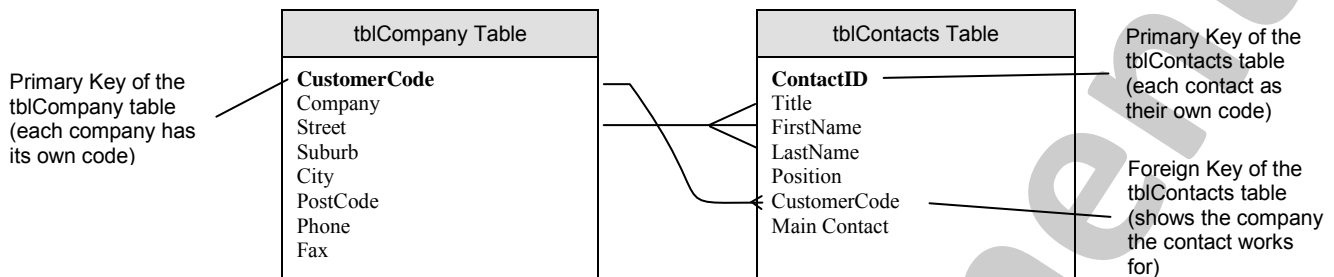 Primary Key of the
tblCompany table
(each company has
its own code)
tblCompany Table
CustomerCode
Company
Street
Suburb
City
PostCode
Phone
Fax
tblContacts Table
ContactID
Title
FirstName
LastName
Position
CustomerCode
Main Contact
Primary Key of the
tblContacts table
(each contact as
their own code)
Foreign Key of the
tblContacts table
(shows the company
the contact works
for)